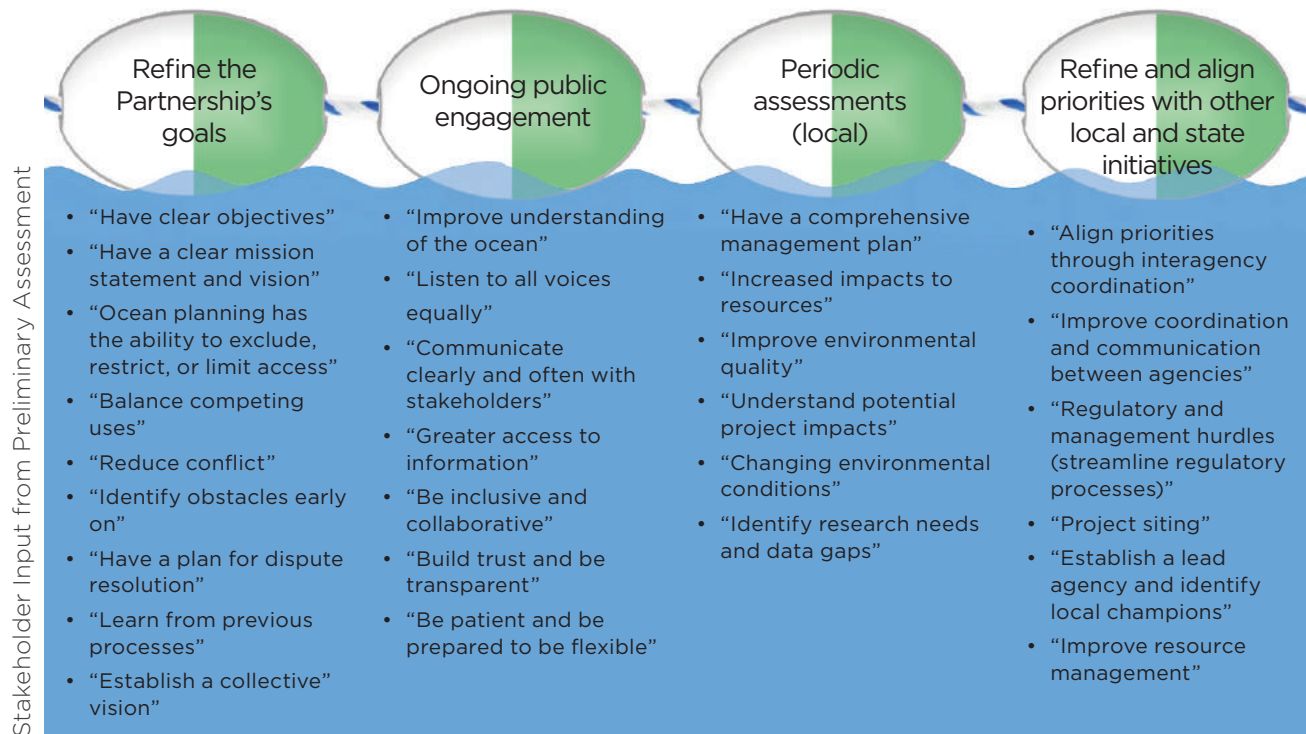 Stakeholder Input from Preliminary Assessment
Refine the
Partnership’s
goals
• “Have clear objectives”
• “Have a clear mission
statement and vision”
• “Ocean planning has
the ability to exclude,
restrict, or limit access”
• “Balance competing
uses”
• “Reduce conflict”
• “Identify obstacles early
on”
• “Have a plan for dispute
resolution”
• “Learn from previous
processes”
• “Establish a collective”
vision”
Ongoing public
engagement
• “Improve understanding
of the ocean”
• “Listen to all voices
equally”
• “Communicate
clearly and often with
stakeholders”
• “Greater access to
information”
• “Be inclusive and
collaborative”
• “Build trust and be
transparent”
• “Be patient and be
prepared to be flexible”
Periodic
assessments
(local)
• “Have a comprehensive
management plan”
• “Increased impacts to
resources”
• “Improve environmental
quality”
• “Understand potential
project impacts”
• “Changing environmental
conditions”
• “Identify research needs
and data gaps”
Refine and align
priorities with other
local and state
initiatives
• “Align priorities
through interagency
coordination”
• “Improve coordination
and communication
between agencies”
• “Regulatory and
management hurdles
(streamline regulatory
processes)”
• “Project siting”
• “Establish a lead
agency and identify
local champions”
• “Improve resource
management”